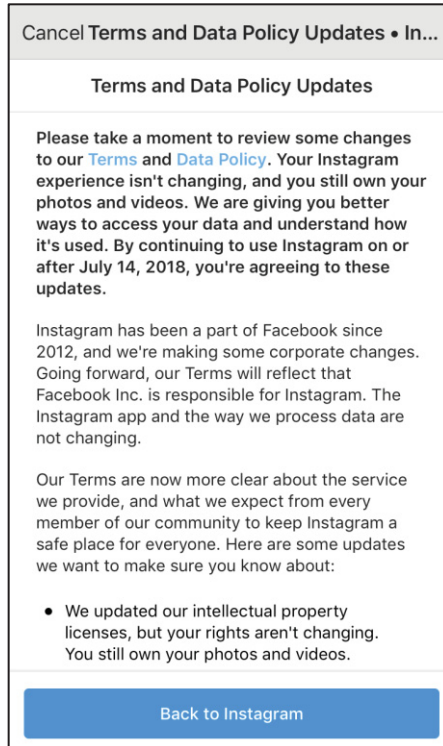 Cancel Terms and Data Policy Updates • In...
Terms and Data Policy Updates
Please take a moment to review some changes
to our Terms and Data Policy. Your Instagram
experience isn't changing, and you still own your
photos and videos. We are giving you better
ways to access your data and understand how
it's used. By continuing to use Instagram on or
after July 14, 2018, you're agreeing to these
updates.
Instagram has been a part of Facebook since
2012, and we're making some corporate changes.
Going forward, our Terms will reflect that
Facebook Inc. is responsible for Instagram. The
Instagram app and the way we process data are
not changing.
Our Terms are now more clear about the service
we provide, and what we expect from every
member of our community to keep Instagram a
safe place for everyone. Here are some updates
we want to make sure you know about:
• We updated our intellectual property
licenses, but your rights aren't changing.
You still own your photos and videos.
Back to Instagram